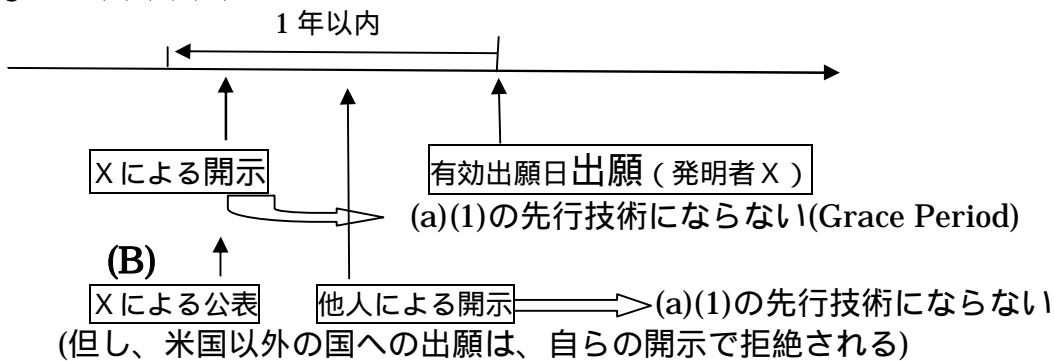 1 年以内
Xによる開示
有効出願日出願(発明者X)
(a)(1)の先行技術にならない(Grace Period)
(B)
Xによる公表
他人による開示
(a)(1)の先行技術にならない
(但し、米国以外の国への出願は、自らの開示で拒絶される)